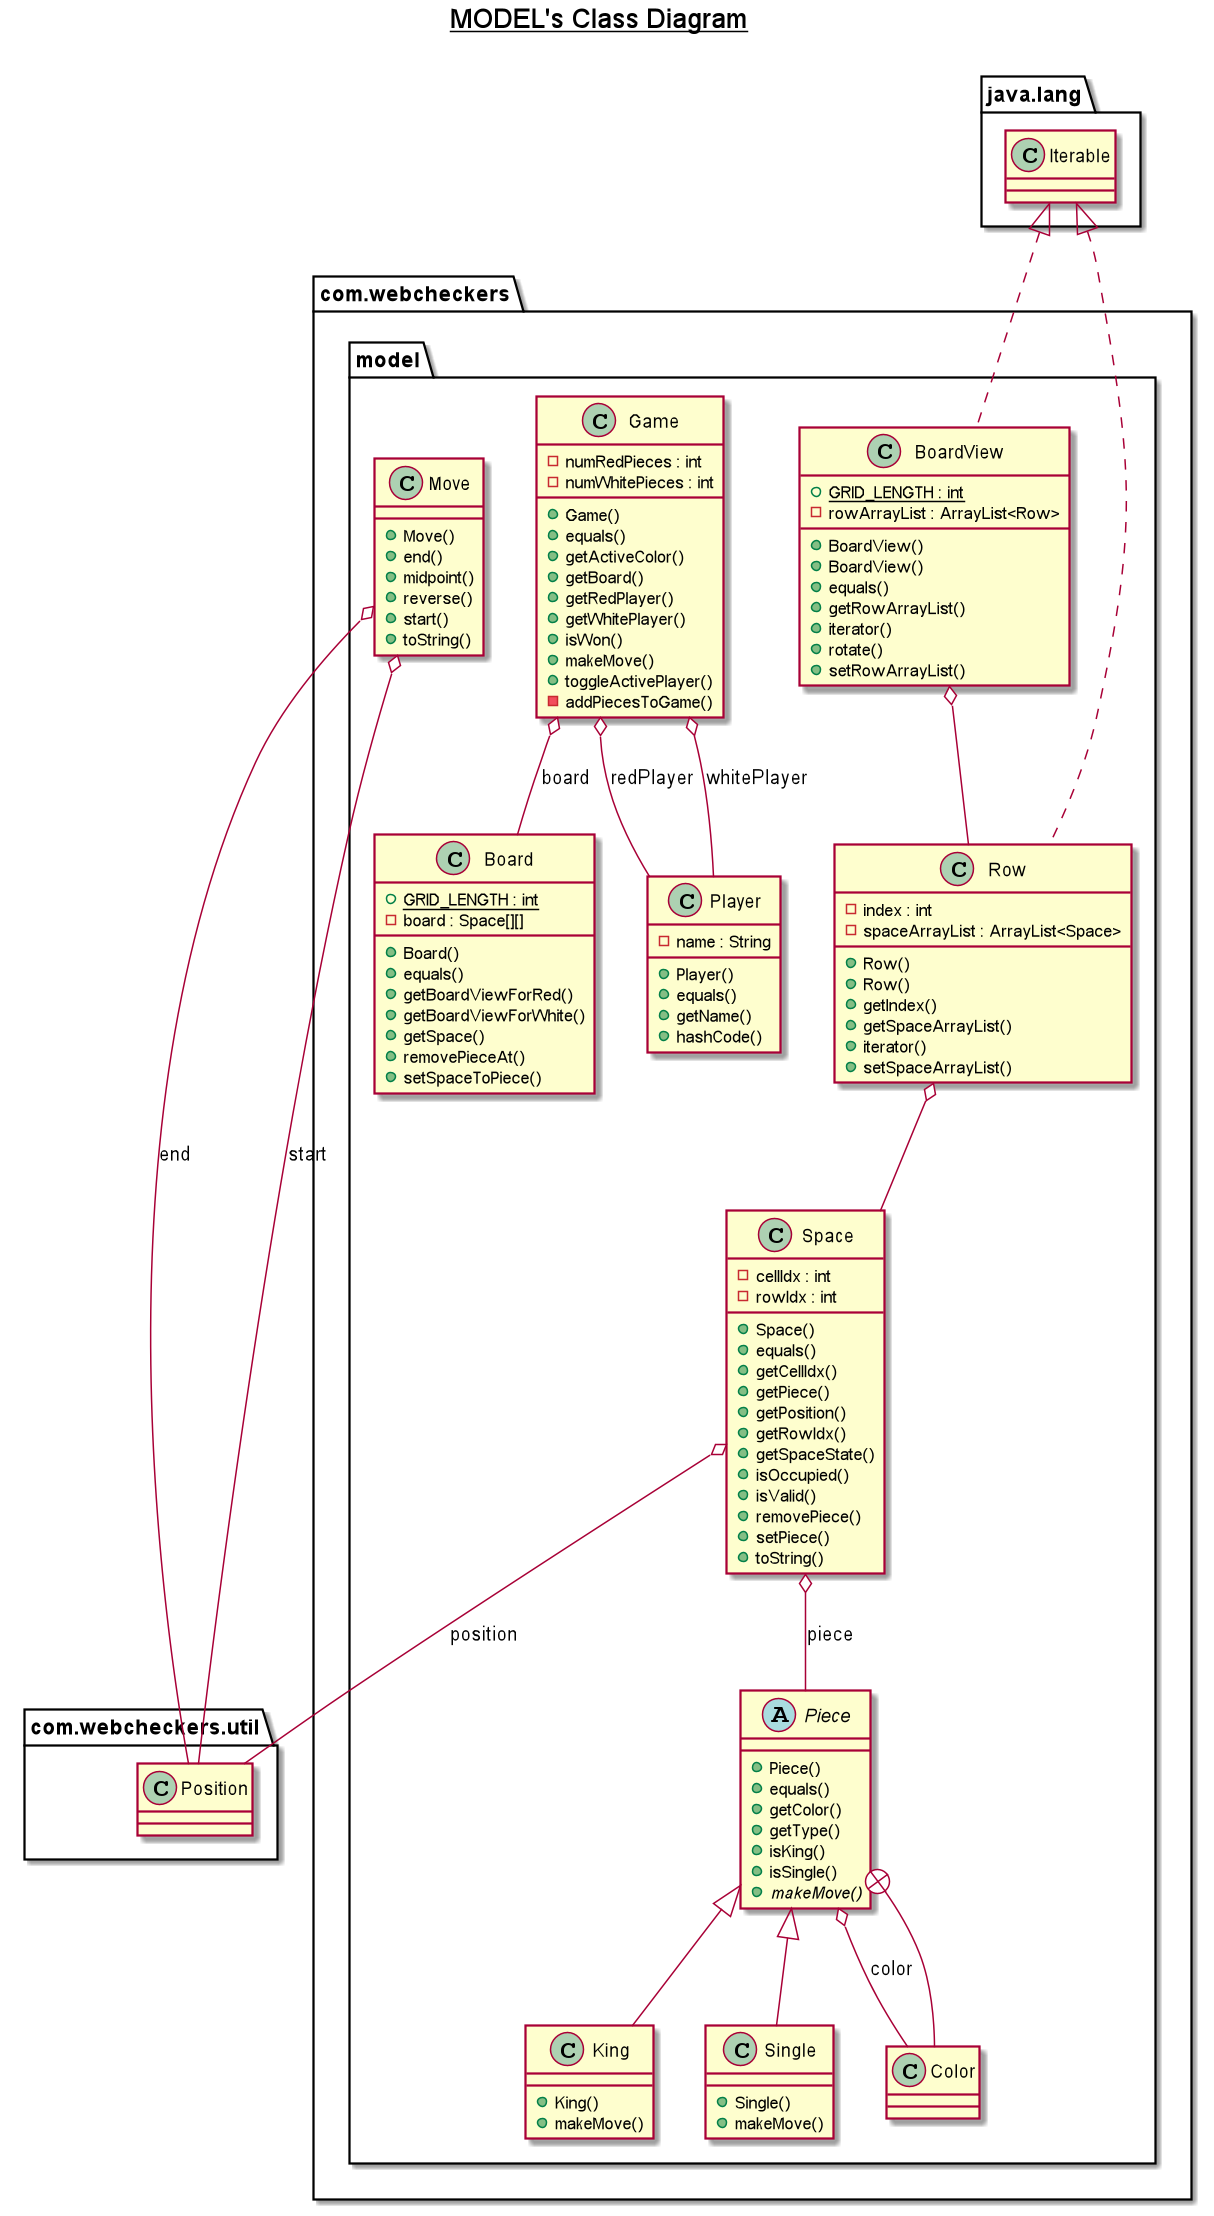 MODEL's Class Diagram
java.lang
C Iterable
com.webcheckers
model
C Move
Move()
end()
midpoint()
reverse()
start()
toString()
C Game
numRedPieces : int
numWhitePieces : int
Game()
equals()
getActiveColor()
getBoard()
getRedPlayer()
getWhitePlayer()
isWon()
makeMove()
toggleActivePlayer()
addPiecesToGame()
C BoardView
GRID_LENGTH : int
rowArrayList : ArrayList<Row>
BoardView()
BoardView()
equals()
getRowArrayList()
iterator()
rotate()
setRowArrayList()
board
redPlayer
whitePlayer
C Board
GRID_LENGTH : int
board : Space[][]
Board()
equals()
getBoardViewForRed()
getBoardViewForWhite()
getSpace()
removePieceAt()
setSpaceToPiece()
C Player
name : String
Player()
equals()
getName()
hashCode()
C Row
index : int
spaceArrayList : ArrayList<Space>
Row()
Row()
getIndex()
getSpaceArrayList()
iterator()
setSpaceArrayList()
end
start
C Space
cellIdx : int
rowIdx : int
Space()
equals()
getCellIdx()
getPiece()
getPosition()
getRowIdx()
getSpaceState()
isOccupied()
isValid()
removePiece()
setPiece()
toString()
position
piece
com.webcheckers.util
C Position
A Piece
Piece()
equals()
getColor()
getType()
isKing()
isSingle()
makeMove()
color
C King
King()
makeMove()
C Single
Single()
makeMove()
C Color